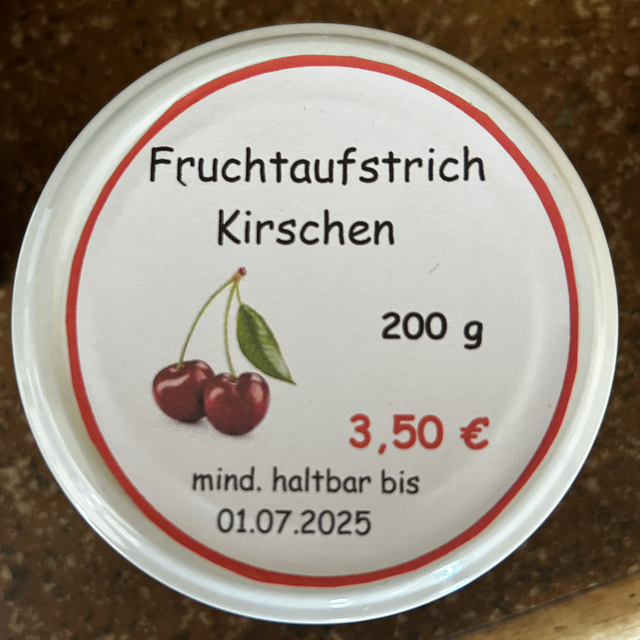 Fruchtaufstrich
Kirschen
200 g
3,50 €
mind. haltbar bis
01.07.2025